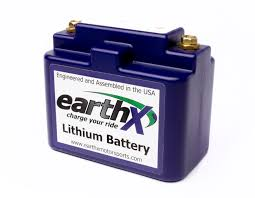 Engineered and Assembled in the USA
earthX
charge your ride
Lithium Battery
www.earthxmotorsports.com